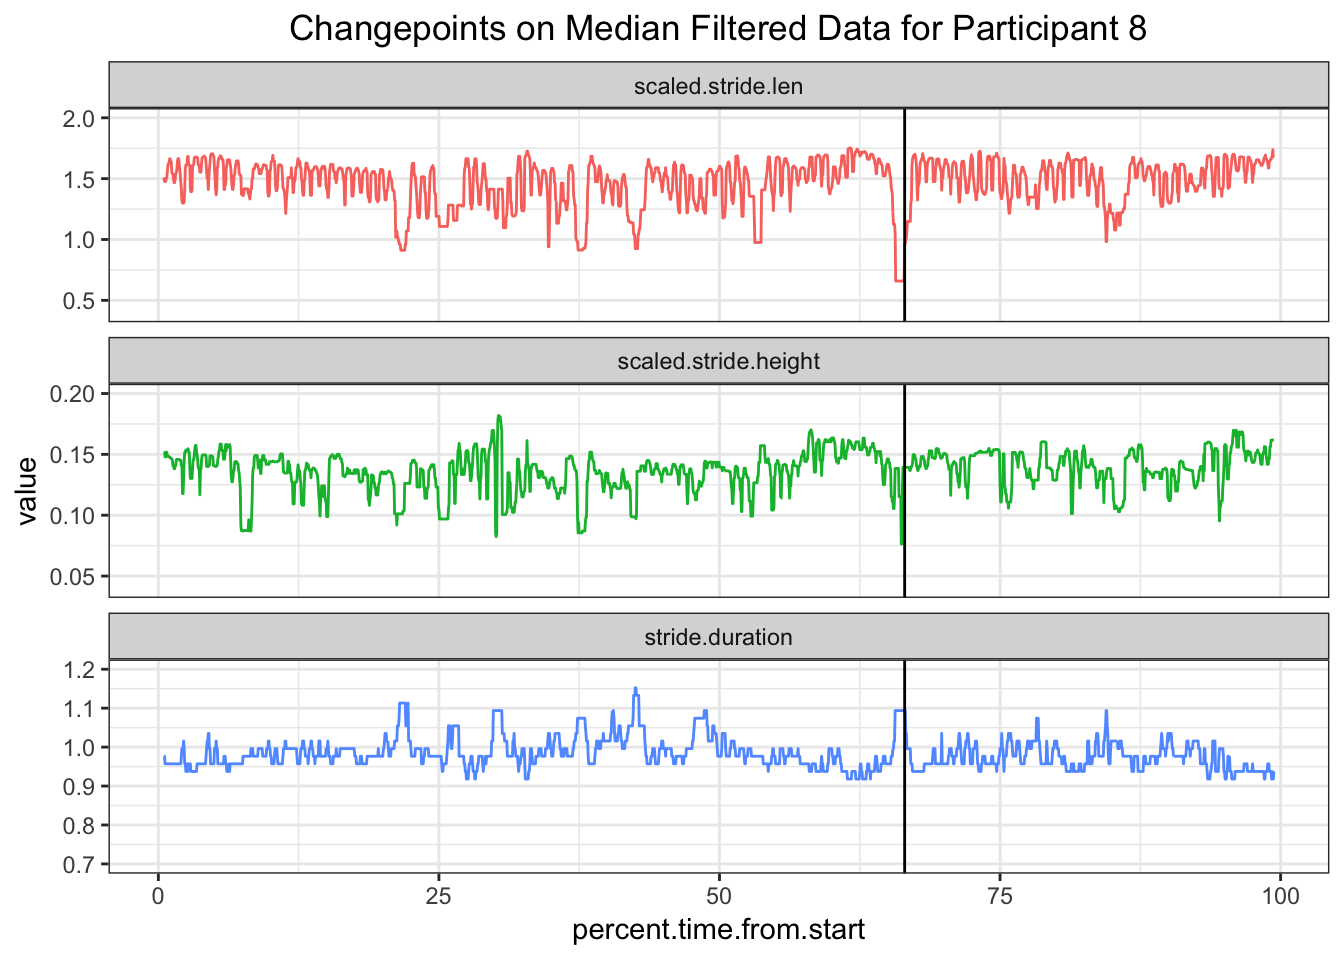 Changepoints on Median Filtered Data for Participant 8
scaled.stride.len
2.0
1.5
1.0
0.5
scaled.stride.height
0.20
0.15
0.10
0.05
value
stride.duration
1.2
1.1
1.0
0.9
0.8
0.7
0 25 50 75 100
percent.time.from.start